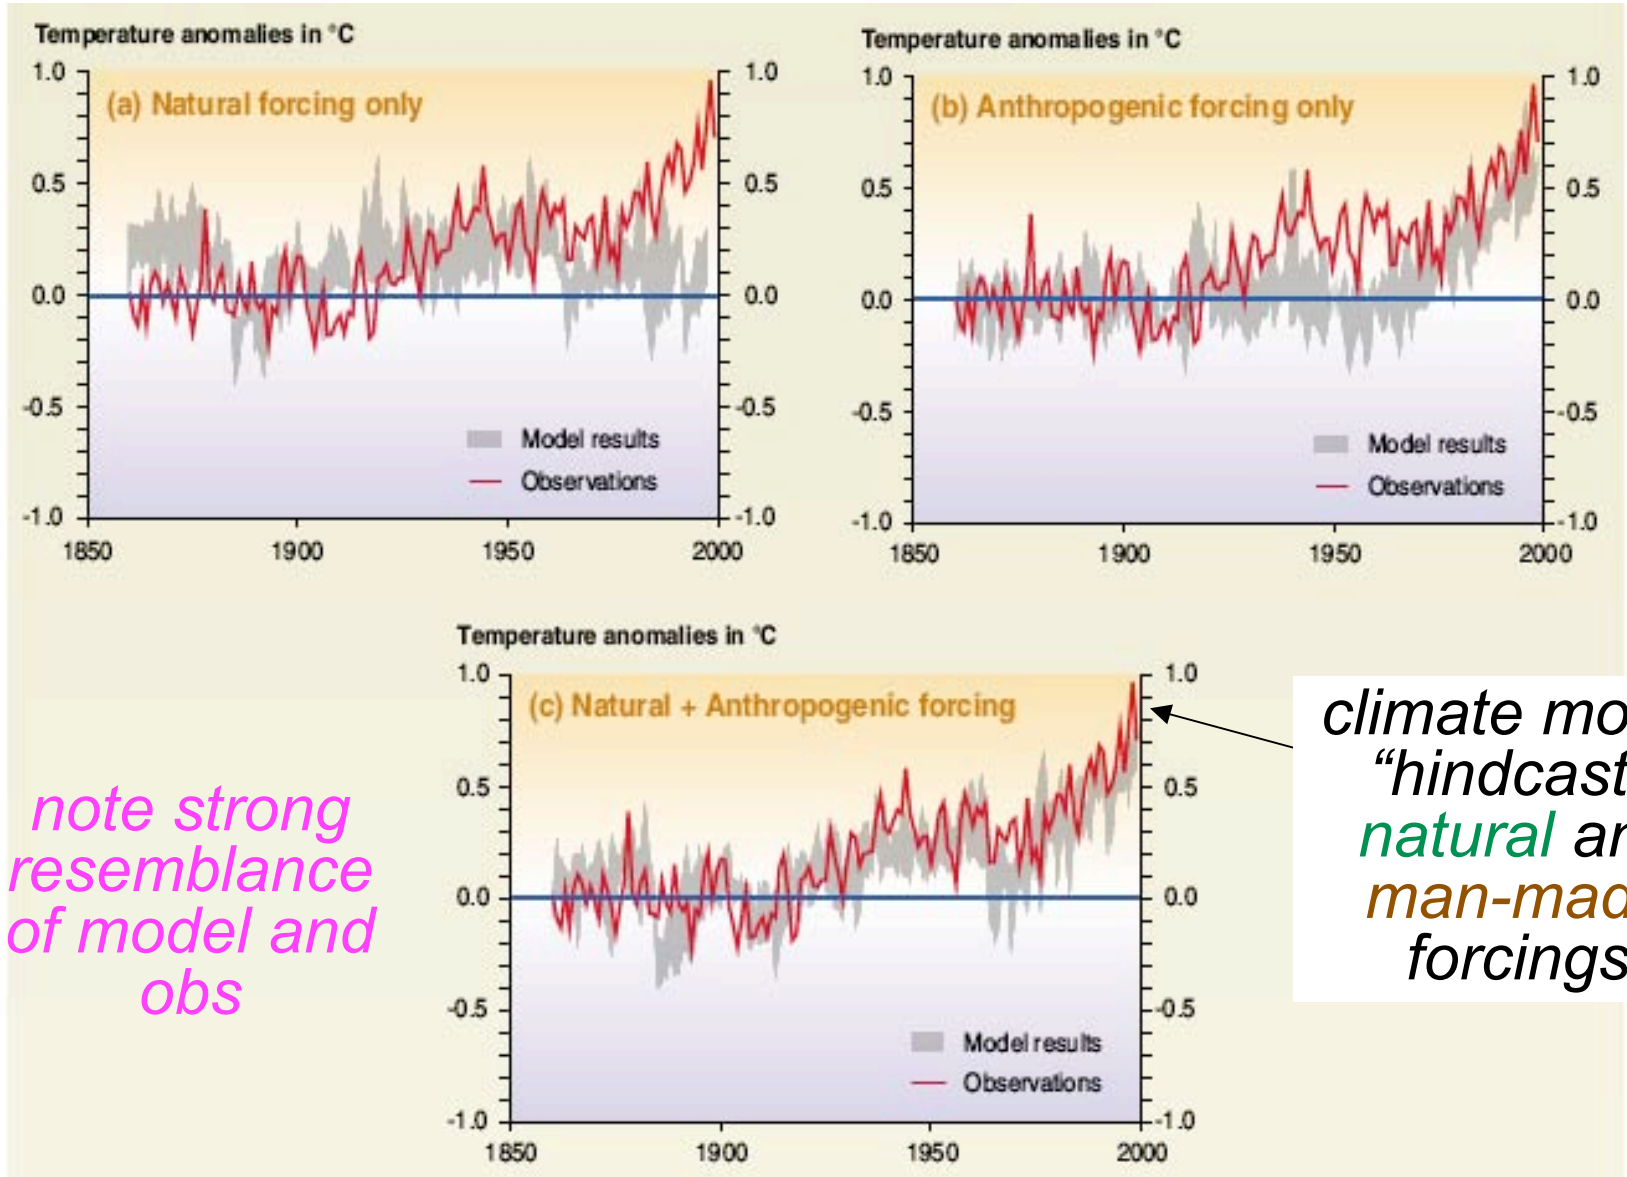 Temperature anomalies in °C
1.0
1.0
(a) Natural forcing only
0.5
0.5
0.0
0.0
-0.5
-0.5
Model results
Observations
-1.0
-1.0
1850
1900
1950
2000
Temperature anomalies in °C
1.0
1.0
(b) Anthropogenic forcing only
0.5
0.5
0.0
0.0
-0.5
-0.5
Model results
Observations
-1.0
-1.0
1850
1900
1950
2000
Temperature anomalies in °C
1.0
1.0
(c) Natural + Anthropogenic forcing
0.5
0.5
0.0
0.0
-0.5
-0.5
Model results
Observations
-1.0
-1.0
1850
1900
1950
2000
note strong
resemblance
of model and
obs
climate
“hindcast
natural
forcings